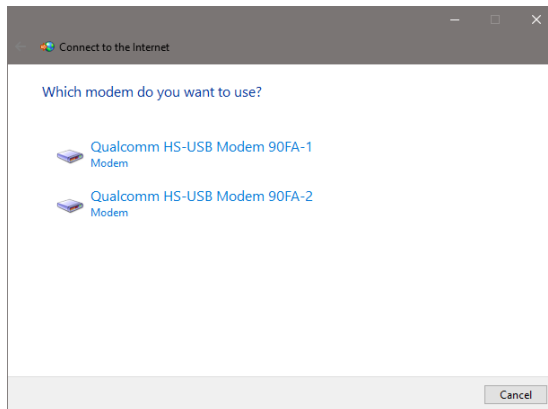 Connect to the Internet
Which modem do you want to use?
Qualcomm HS-USB Modem 90FA-1
Modem
Qualcomm HS-USB Modem 90FA-2
Modem
Cancel